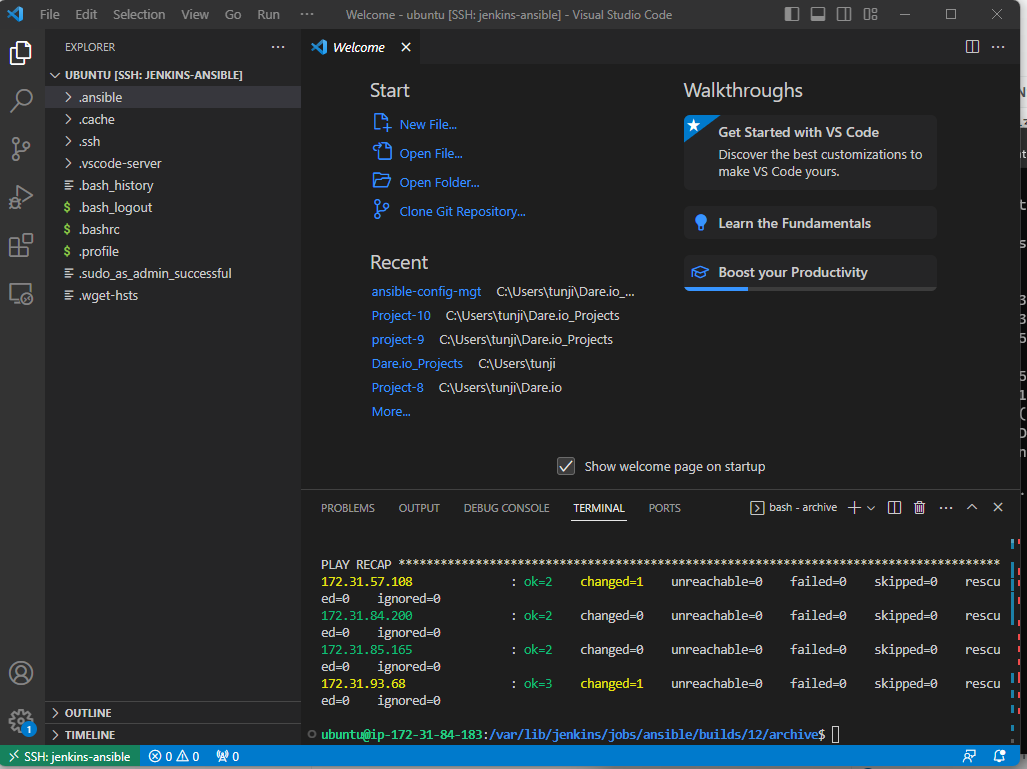 File Edit Selection View Go Run ··· Welcome - ubuntu [SSH: jenkins-ansible] - Visual Studio Code
EXPLORER ···
UBUNTU [SSH: JENKINS-ANSIBLE]
.ansible
.cache
.ssh
.vscode-server
.bash_history
$ .bash_logout
$ .bashrc
$ .profile
.sudo_as_admin_successful
.wget-hsts
OUTLINE
TIMELINE
Welcome
Start
New File...
Open File...
Open Folder...
Clone Git Repository...
Recent
ansible-config-mgt C:\Users\tunji\Dare.io_...
Project-10 C:\Users\tunji\Dare.io_Projects
project-9 C:\Users\tunji\Dare.io_Projects
Dare.io_Projects C:\Users\tunji
Project-8 C:\Users\tunji\Dare.io
More...
Walkthroughs
Get Started with VS Code
Discover the best customizations to
make VS Code yours.
Learn the Fundamentals
Boost your Productivity
Show welcome page on startup
PROBLEMS OUTPUT DEBUG CONSOLE TERMINAL PORTS bash - archive
PLAY RECAP *************************************************************************************
172.31.57.108 : ok=2 changed=1 unreachable=0 failed=0 skipped=0 rescu
ed=0 ignored=0
172.31.84.200 : ok=2 changed=0 unreachable=0 failed=0 skipped=0 rescu
ed=0 ignored=0
172.31.85.165 : ok=2 changed=0 unreachable=0 failed=0 skipped=0 rescu
ed=0 ignored=0
172.31.93.68 : ok=3 changed=1 unreachable=0 failed=0 skipped=0 rescu
ed=0 ignored=0
ubuntu@ip-172-31-84-183:/var/lib/jenkins/jobs/ansible/builds/12/archive$
1
SSH: jenkins-ansible 0 0 0